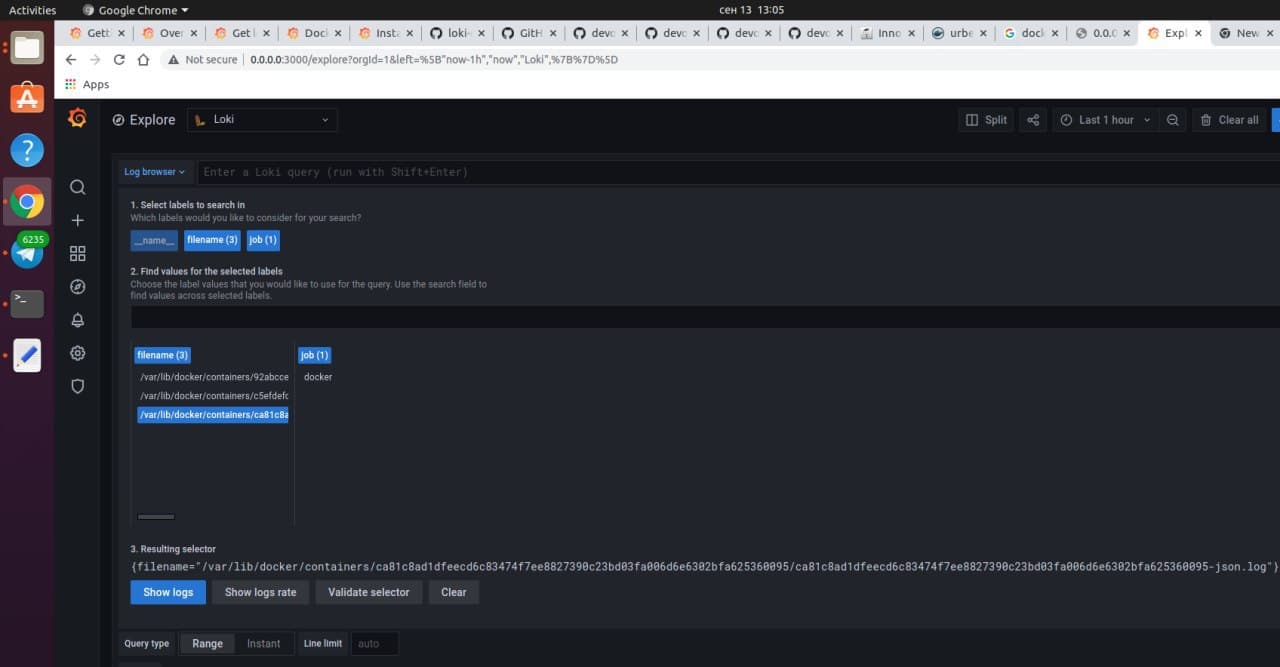 Activities Google Chrome сен 13 13:05
Gett Over Get Dock Insta loki- GitH devo devo devo devo Inno urbe dock 0.0.0 Expl New
Not secure 0.0.0.0:3000/explore?orgId=1&left=%5B"now-1h","now","Loki",%7B%7D%5D
Apps
6235
Explore Loki Split Last 1 hour Clear all
Log browser Enter a Loki query (run with Shift+Enter)
1. Select labels to search in
Which labels would you like to consider for your search?
__name__ filename (3) job (1)
2. Find values for the selected labels
Choose the label values that you would like to use for the query. Use the search field to
find values across selected labels.
filename (3) job (1)
/var/lib/docker/containers/92abcce docker
/var/lib/docker/containers/c5efdefc
/var/lib/docker/containers/ca81c8a
3. Resulting selector
{filename="/var/lib/docker/containers/ca81c8ad1dfeecd6c83474f7ee8827390c23bd03fa006d6e6302bfa625360095/ca81c8ad1dfeecd6c83474f7ee8827390c23bd03fa006d6e6302bfa625360095-json.log"}
Show logs Show logs rate Validate selector Clear
Query type Range Instant Line limit auto